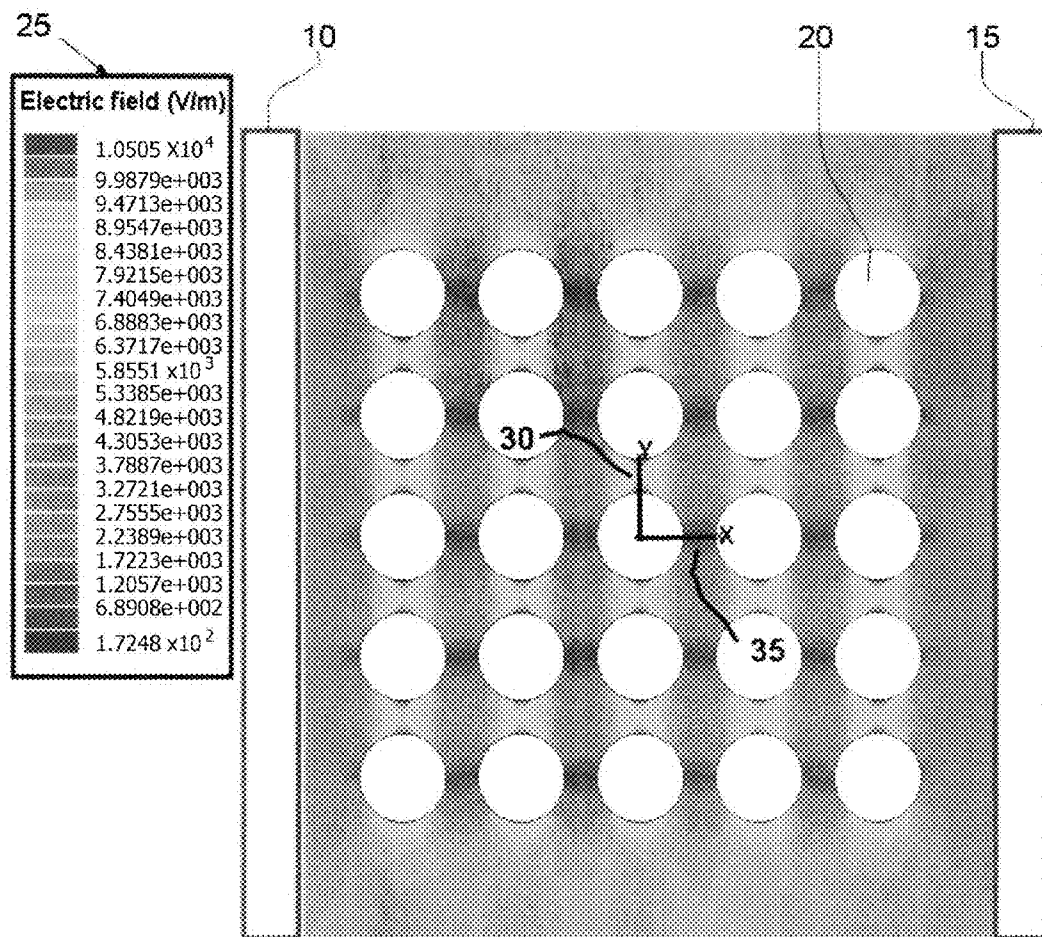 25
10
20
15
Electric field (V/m)
1.0505 X10⁴
9.9879e+003
9.4713e+003
8.9547e+003
8.4381e+003
7.9215e+003
7.4049e+003
6.8883e+003
6.3717e+003
5.8551 x10³
5.3385e+003
4.8219e+003
4.3053e+003
3.7887e+003
3.2721e+003
2.7555e+003
2.2389e+003
1.7223e+003
1.2057e+003
6.8908e+002
1.7248 x10²
30
Y
X
35